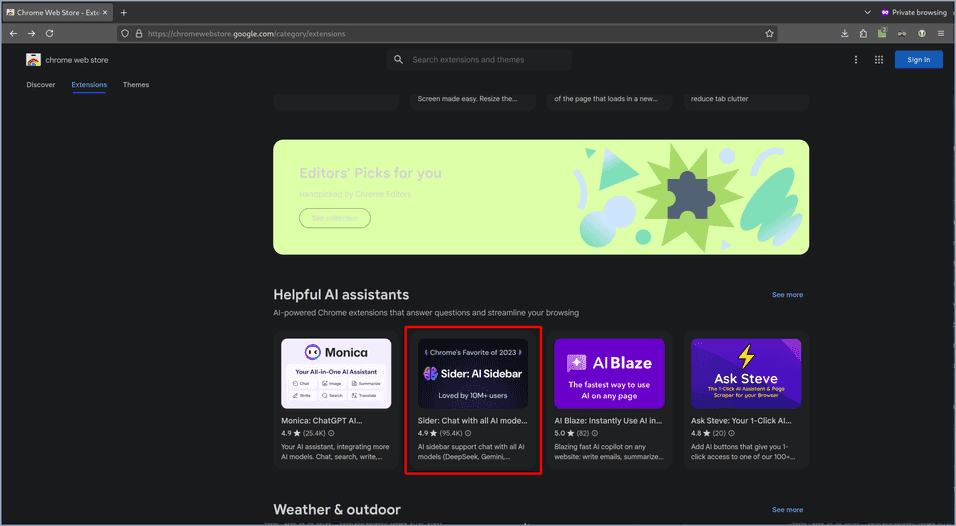 Chrome Web Store - Exte
Private browsing
https://chromewebstore.google.com/category/extensions
2
chrome web store
Search extensions and themes
Sign in
Discover
Extensions
Themes
Screen made easy. Resize the...
of the page that loads in a new...
reduce tab clutter
Editors' Picks for you
Handpicked by Chrome Editors
See collection
Helpful AI assistants
See more
AI-powered Chrome extensions that answer questions and streamline your browsing
Monica
Your All-in-One AI Assistant
Chat
Image
Summarize
Write
Search
Translate
Monica: ChatGPT AI...
4.9 ★ (25.4K)
Your AI assistant, integrating more
AI models. Chat, search, write,...
Chrome's Favorite of 2023
Sider: AI Sidebar
Loved by 10M+ users
Sider: Chat with all AI mode...
4.9 ★ (95.4K)
AI sidebar support chat with all AI
models (DeepSeek, Gemini,...
AI Blaze
The fastest way to use
AI on any page
AI Blaze: Instantly Use AI in...
5.0 ★ (82)
Blazing fast AI copilot on any
website: write emails, summarize...
Ask Steve
The 1-Click AI Assistant & Page
Scraper for your Browser
Ask Steve: Your 1-Click AI...
4.8 ★ (20)
Add AI buttons that give you 1-
click access to one of our 100+...
Weather & outdoor
See more